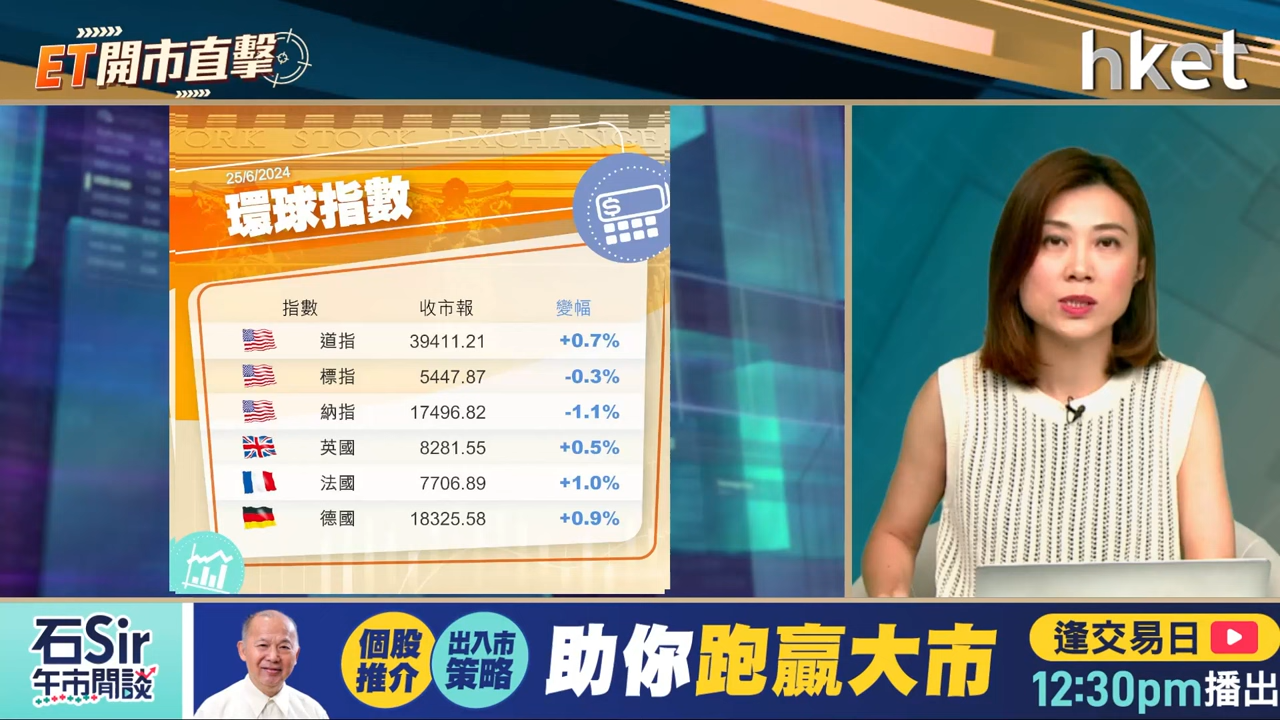 ET開市直擊
hket
YORK STOCK EXCHANGE
25/6/2024
環球指數
$
指數 收市報 變幅
道指 39411.21 +0.7%
標指 5447.87 -0.3%
納指 17496.82 -1.1%
英國 8281.55 +0.5%
法國 7706.89 +1.0%
德國 18325.58 +0.9%
石Sir
午市閒談
個股
推介
出入市
策略
助你跑贏大市
逢交易日
12:30pm播出